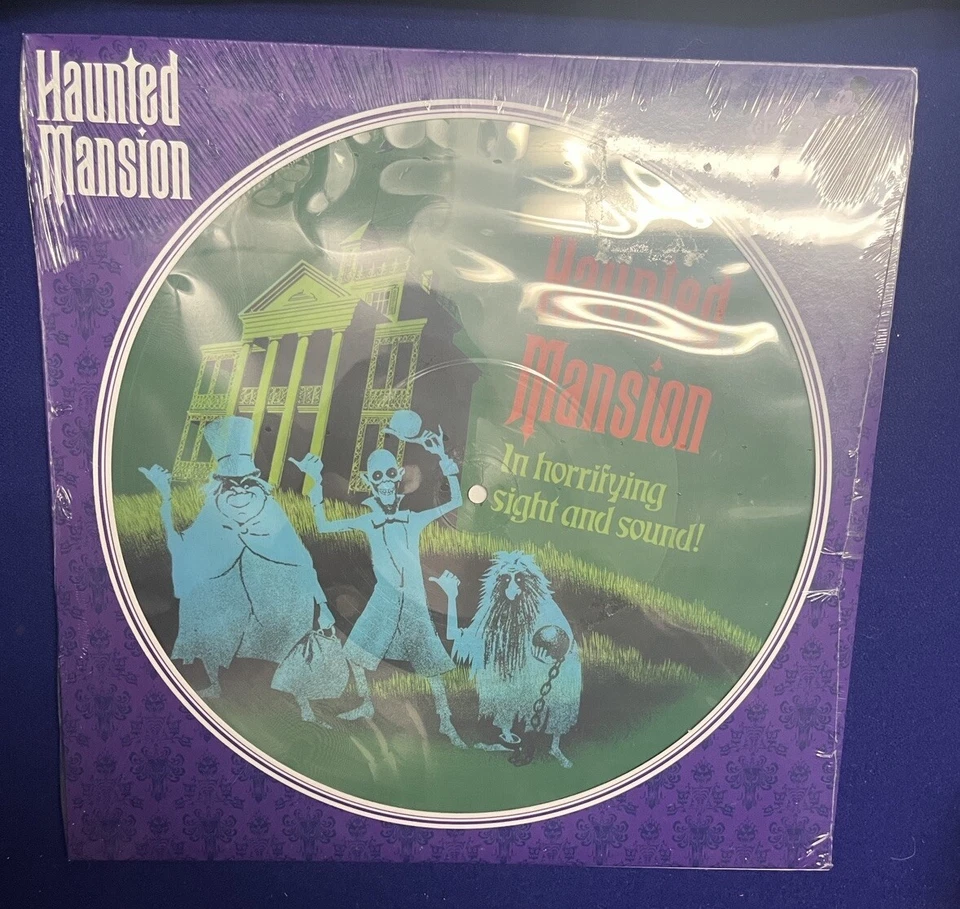 Haunted
Mansion
Haunted
Mansion
In horrifying
sight and sound!